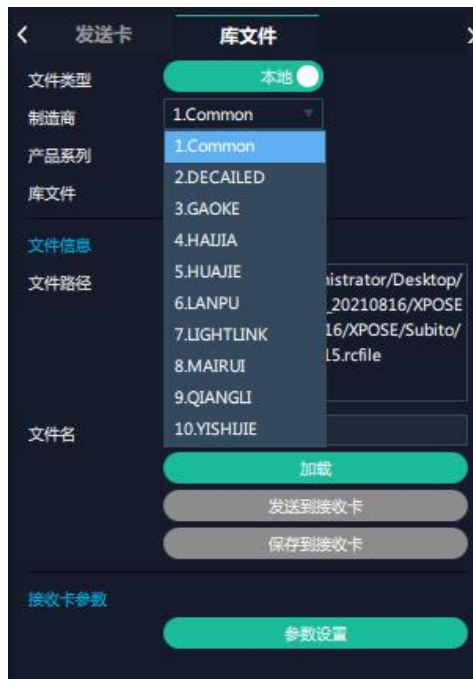 发送卡 库文件
文件类型 本地
制造商 1.Common
1.Common
产品系列
2.DECAILED
库文件
3.GAOKE
文件信息
4.HAIJIA
文件路径
5.HUAJIE
6.LANPU
7.LIGHTLINK
8.MAIRUI
9.QIANGLI
10.YISHIJIE
istrator/Desktop/
_20210816/XPOSE
16/XPOSE/Subito/
15.rcfile
文件名
加载
发送到接收卡
保存到接收卡
接收卡参数
参数设置